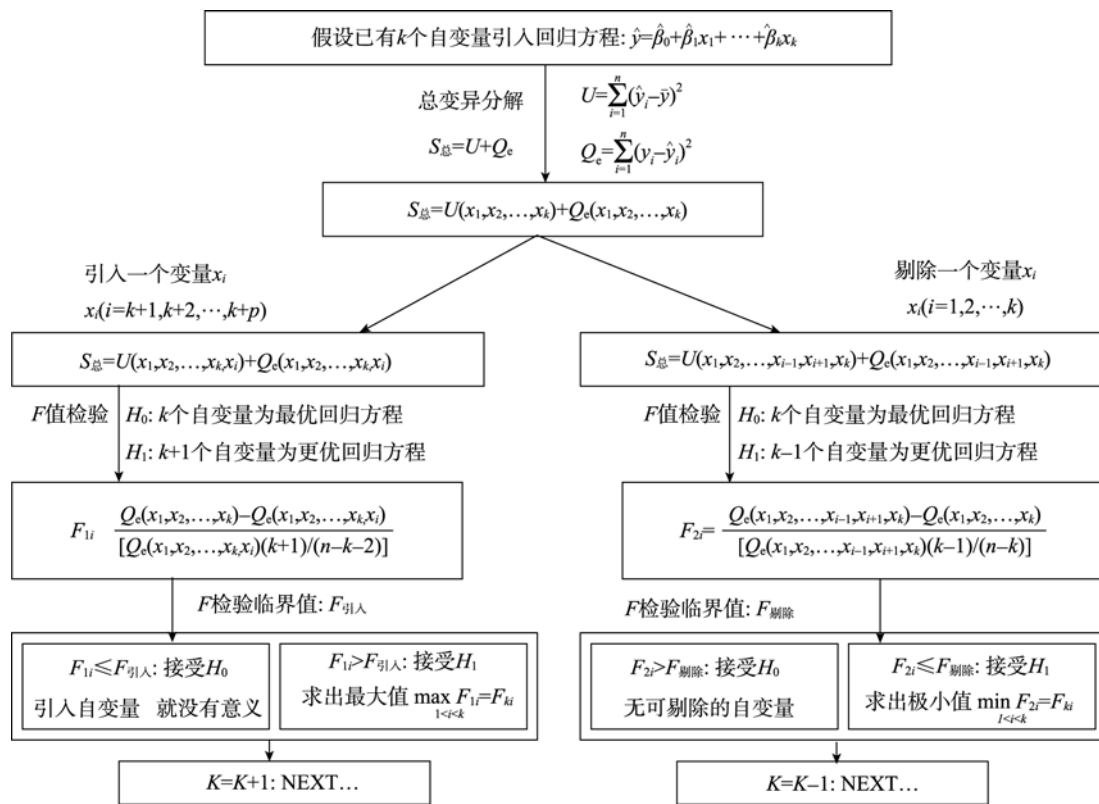 假设已有k个自变量引入回归方程: ŷ=β̂₀+β̂₁x₁+⋯+β̂ₖxₖ
总变异分解
U=∑ⁿᵢ₌₁(ŷᵢ–ȳ)²
S总=U+Qₑ
Qₑ=∑ⁿᵢ₌₁(yᵢ–ŷᵢ)²
S总=U(x₁,x₂,…,xₖ)+Qₑ(x₁,x₂,…,xₖ)
引入一个变量xᵢ
xᵢ(i=k+1,k+2,⋯,k+p)
剔除一个变量xᵢ
xᵢ(i=1,2,⋯,k)
S总=U(x₁,x₂,…,xₖ,xᵢ)+Qₑ(x₁,x₂,…,xₖ,xᵢ)
S总=U(x₁,x₂,…,xᵢ₋₁,xᵢ₊₁,xₖ)+Qₑ(x₁,x₂,…,xᵢ₋₁,xᵢ₊₁,xₖ)
F值检验
H₀: k个自变量为最优回归方程
H₁: k+1个自变量为更优回归方程
F值检验
H₀: k个自变量为最优回归方程
H₁: k–1个自变量为更优回归方程
F₁ᵢ
Qₑ(x₁,x₂,…,xₖ)–Qₑ(x₁,x₂,…,xₖ,xᵢ)
[Qₑ(x₁,x₂,…,xₖ,xᵢ)(k+1)/(n–k–2)]
F₂ᵢ=
Qₑ(x₁,x₂,…,xᵢ₋₁,xᵢ₊₁,xₖ)–Qₑ(x₁,x₂,…,xₖ)
[Qₑ(x₁,x₂,…,xᵢ₋₁,xᵢ₊₁,xₖ)(k–1)/(n–k)]
F检验临界值: F引入
F检验临界值: F剔除
F₁ᵢ≤F引入: 接受H₀
引入自变量 就没有意义
F₁ᵢ>F引入: 接受H₁
求出最大值 max F₁ᵢ=Fₖᵢ
1<i<k
F₂ᵢ>F剔除: 接受H₀
无可剔除的自变量
F₂ᵢ≤F剔除: 接受H₁
求出极小值 min F₂ᵢ=Fₖᵢ
1<i<k
K=K+1: NEXT…
K=K–1: NEXT…